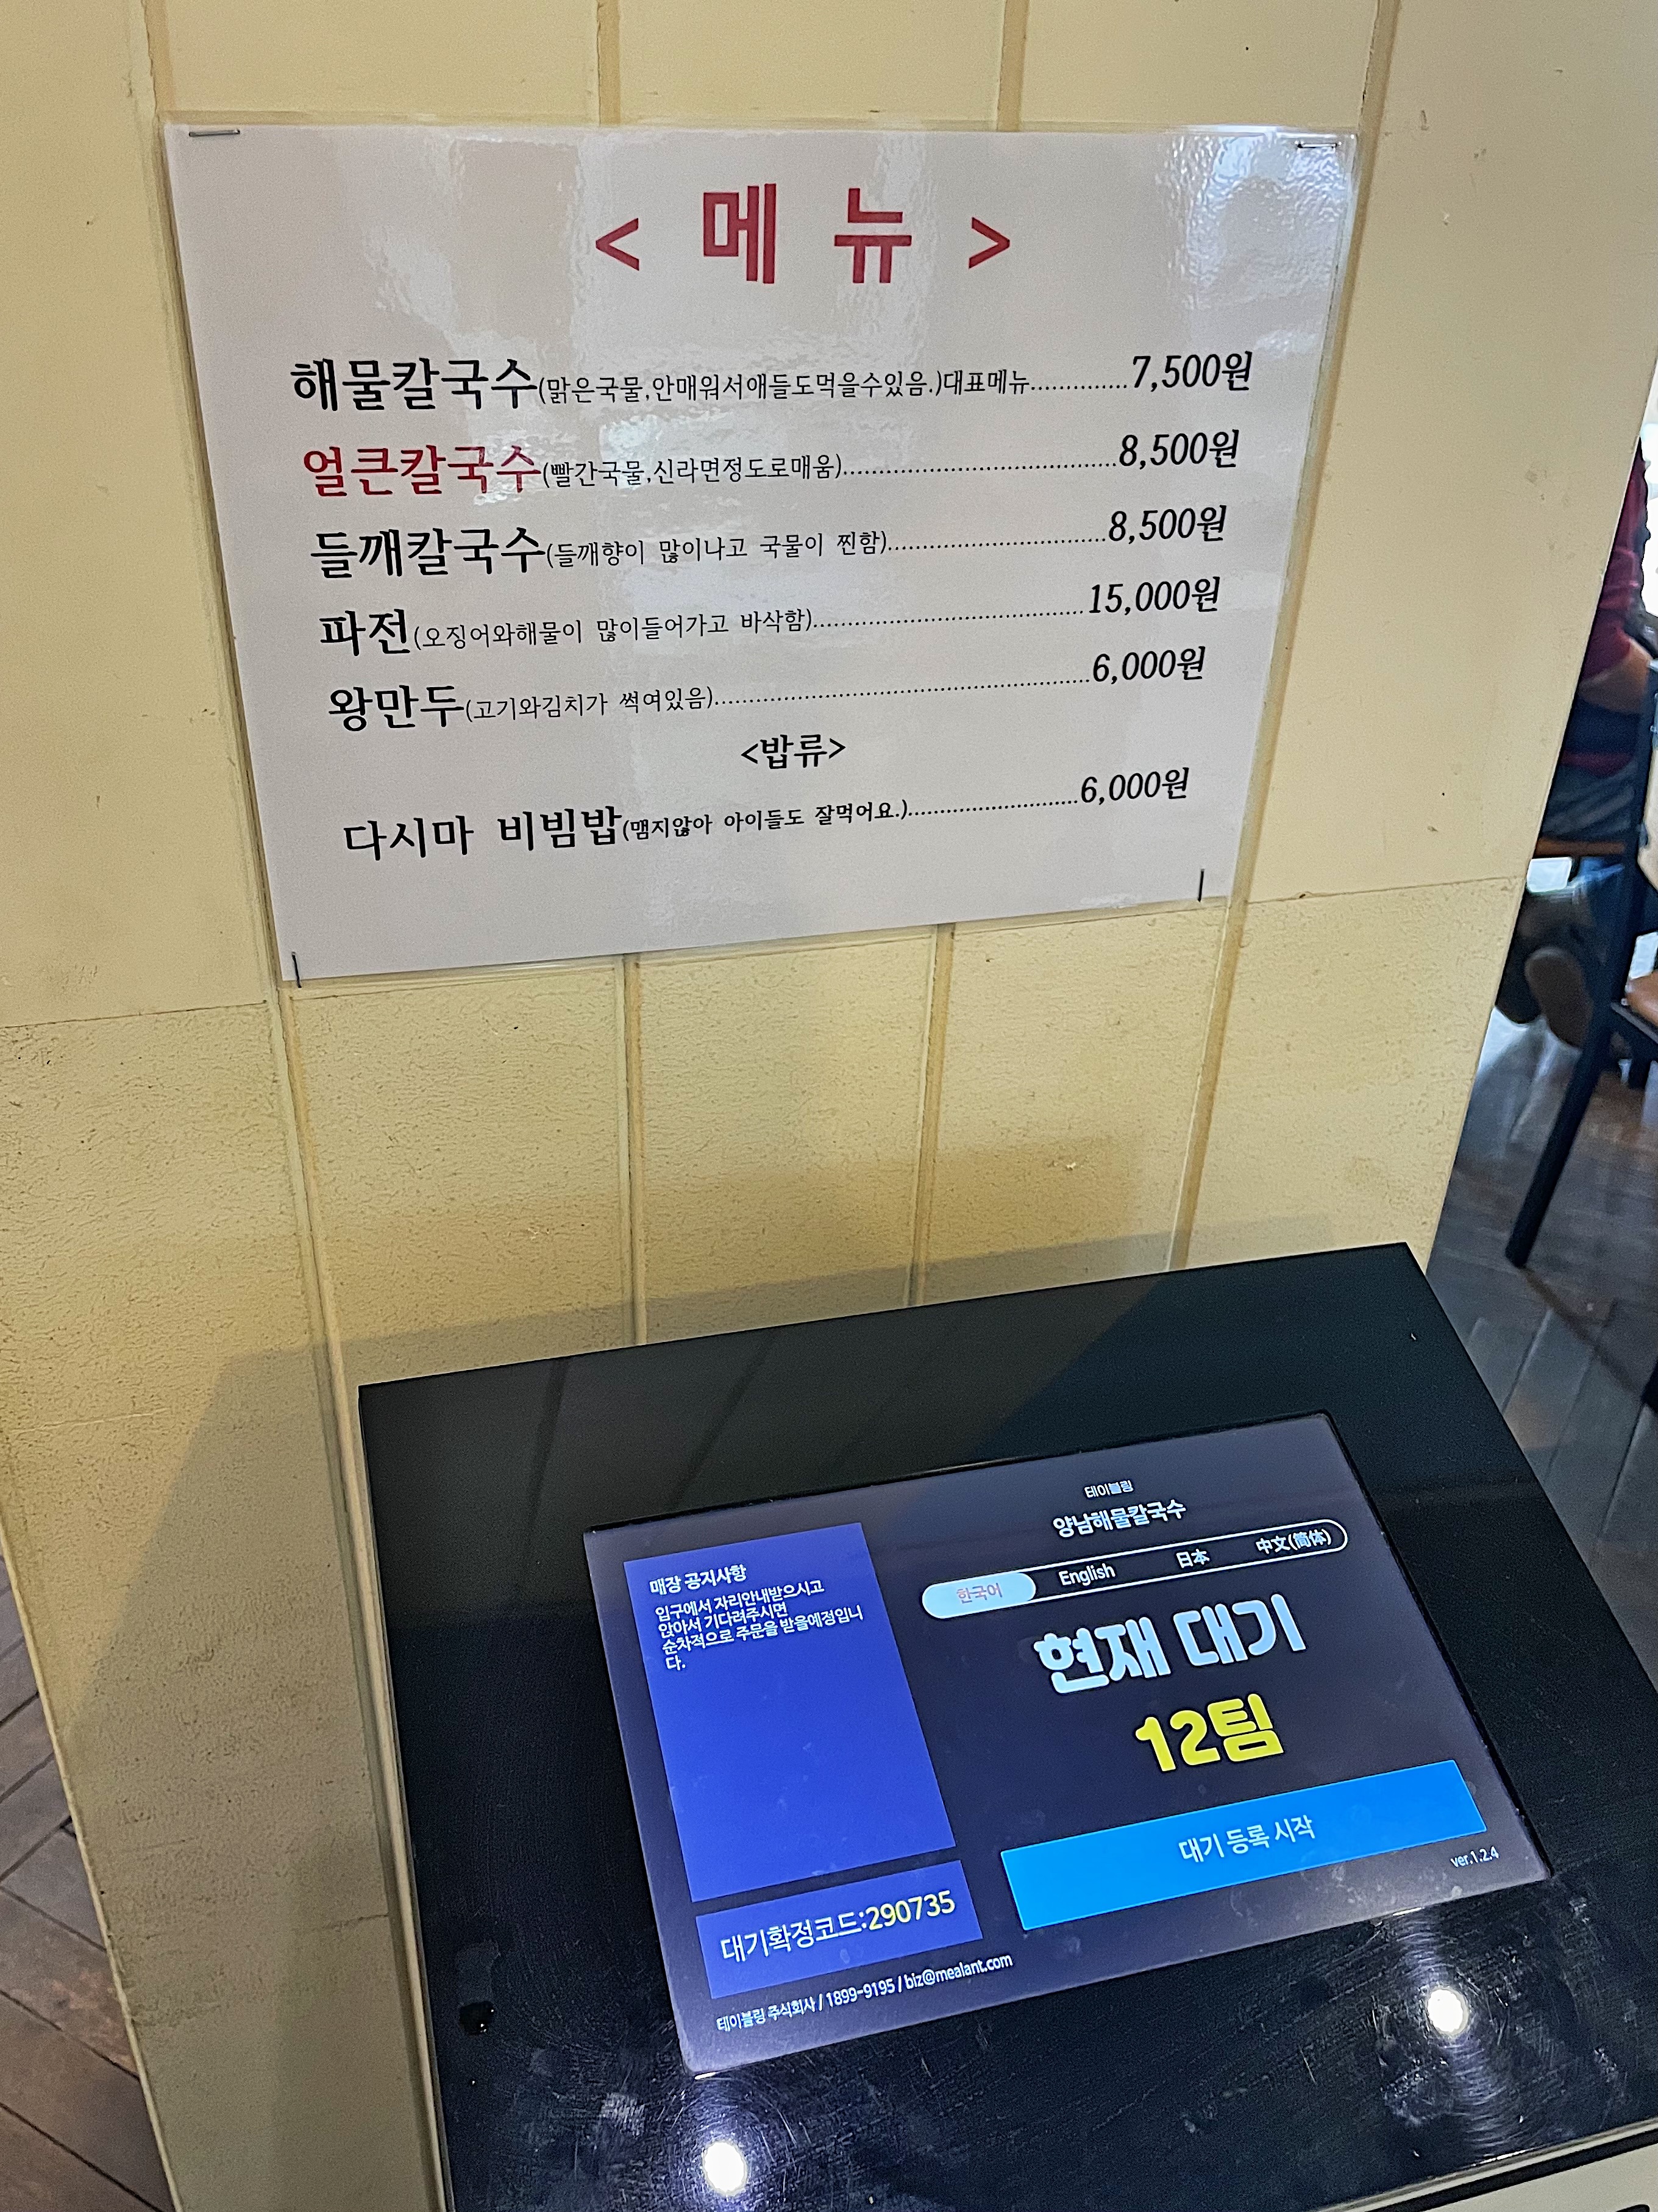 < 메 뉴 >
해물칼국수(맑은국물,안매워서애들도먹을수있음.)대표메뉴..............7,500원
얼큰칼국수(빨간국물,신라면정도로매움).......................................8,500원
들깨칼국수(들깨향이 많이나고 국물이 찐함)...............................8,500원
파전(오징어와해물이 많이들어가고 바삭함).......................................15,000원
왕만두(고기와김치가 썩여있음)......................................................6,000원
<밥류>
다시마 비빔밥(맴지않아 아이들도 잘먹어요.)..........................6,000원
테이블링
양남해물칼국수
한국어 English 日本 中文(简体)
매장 공지사항
입구에서 자리안내받으시고
앉아서 기다려주시면
순차적으로 주문을 받을예정입니
다.
현재 대기
12팀
대기 등록 시작
ver.1.2.4
대기확정코드:290735
테이블링 주식회사 / 1899-9195 / biz@mealant.com